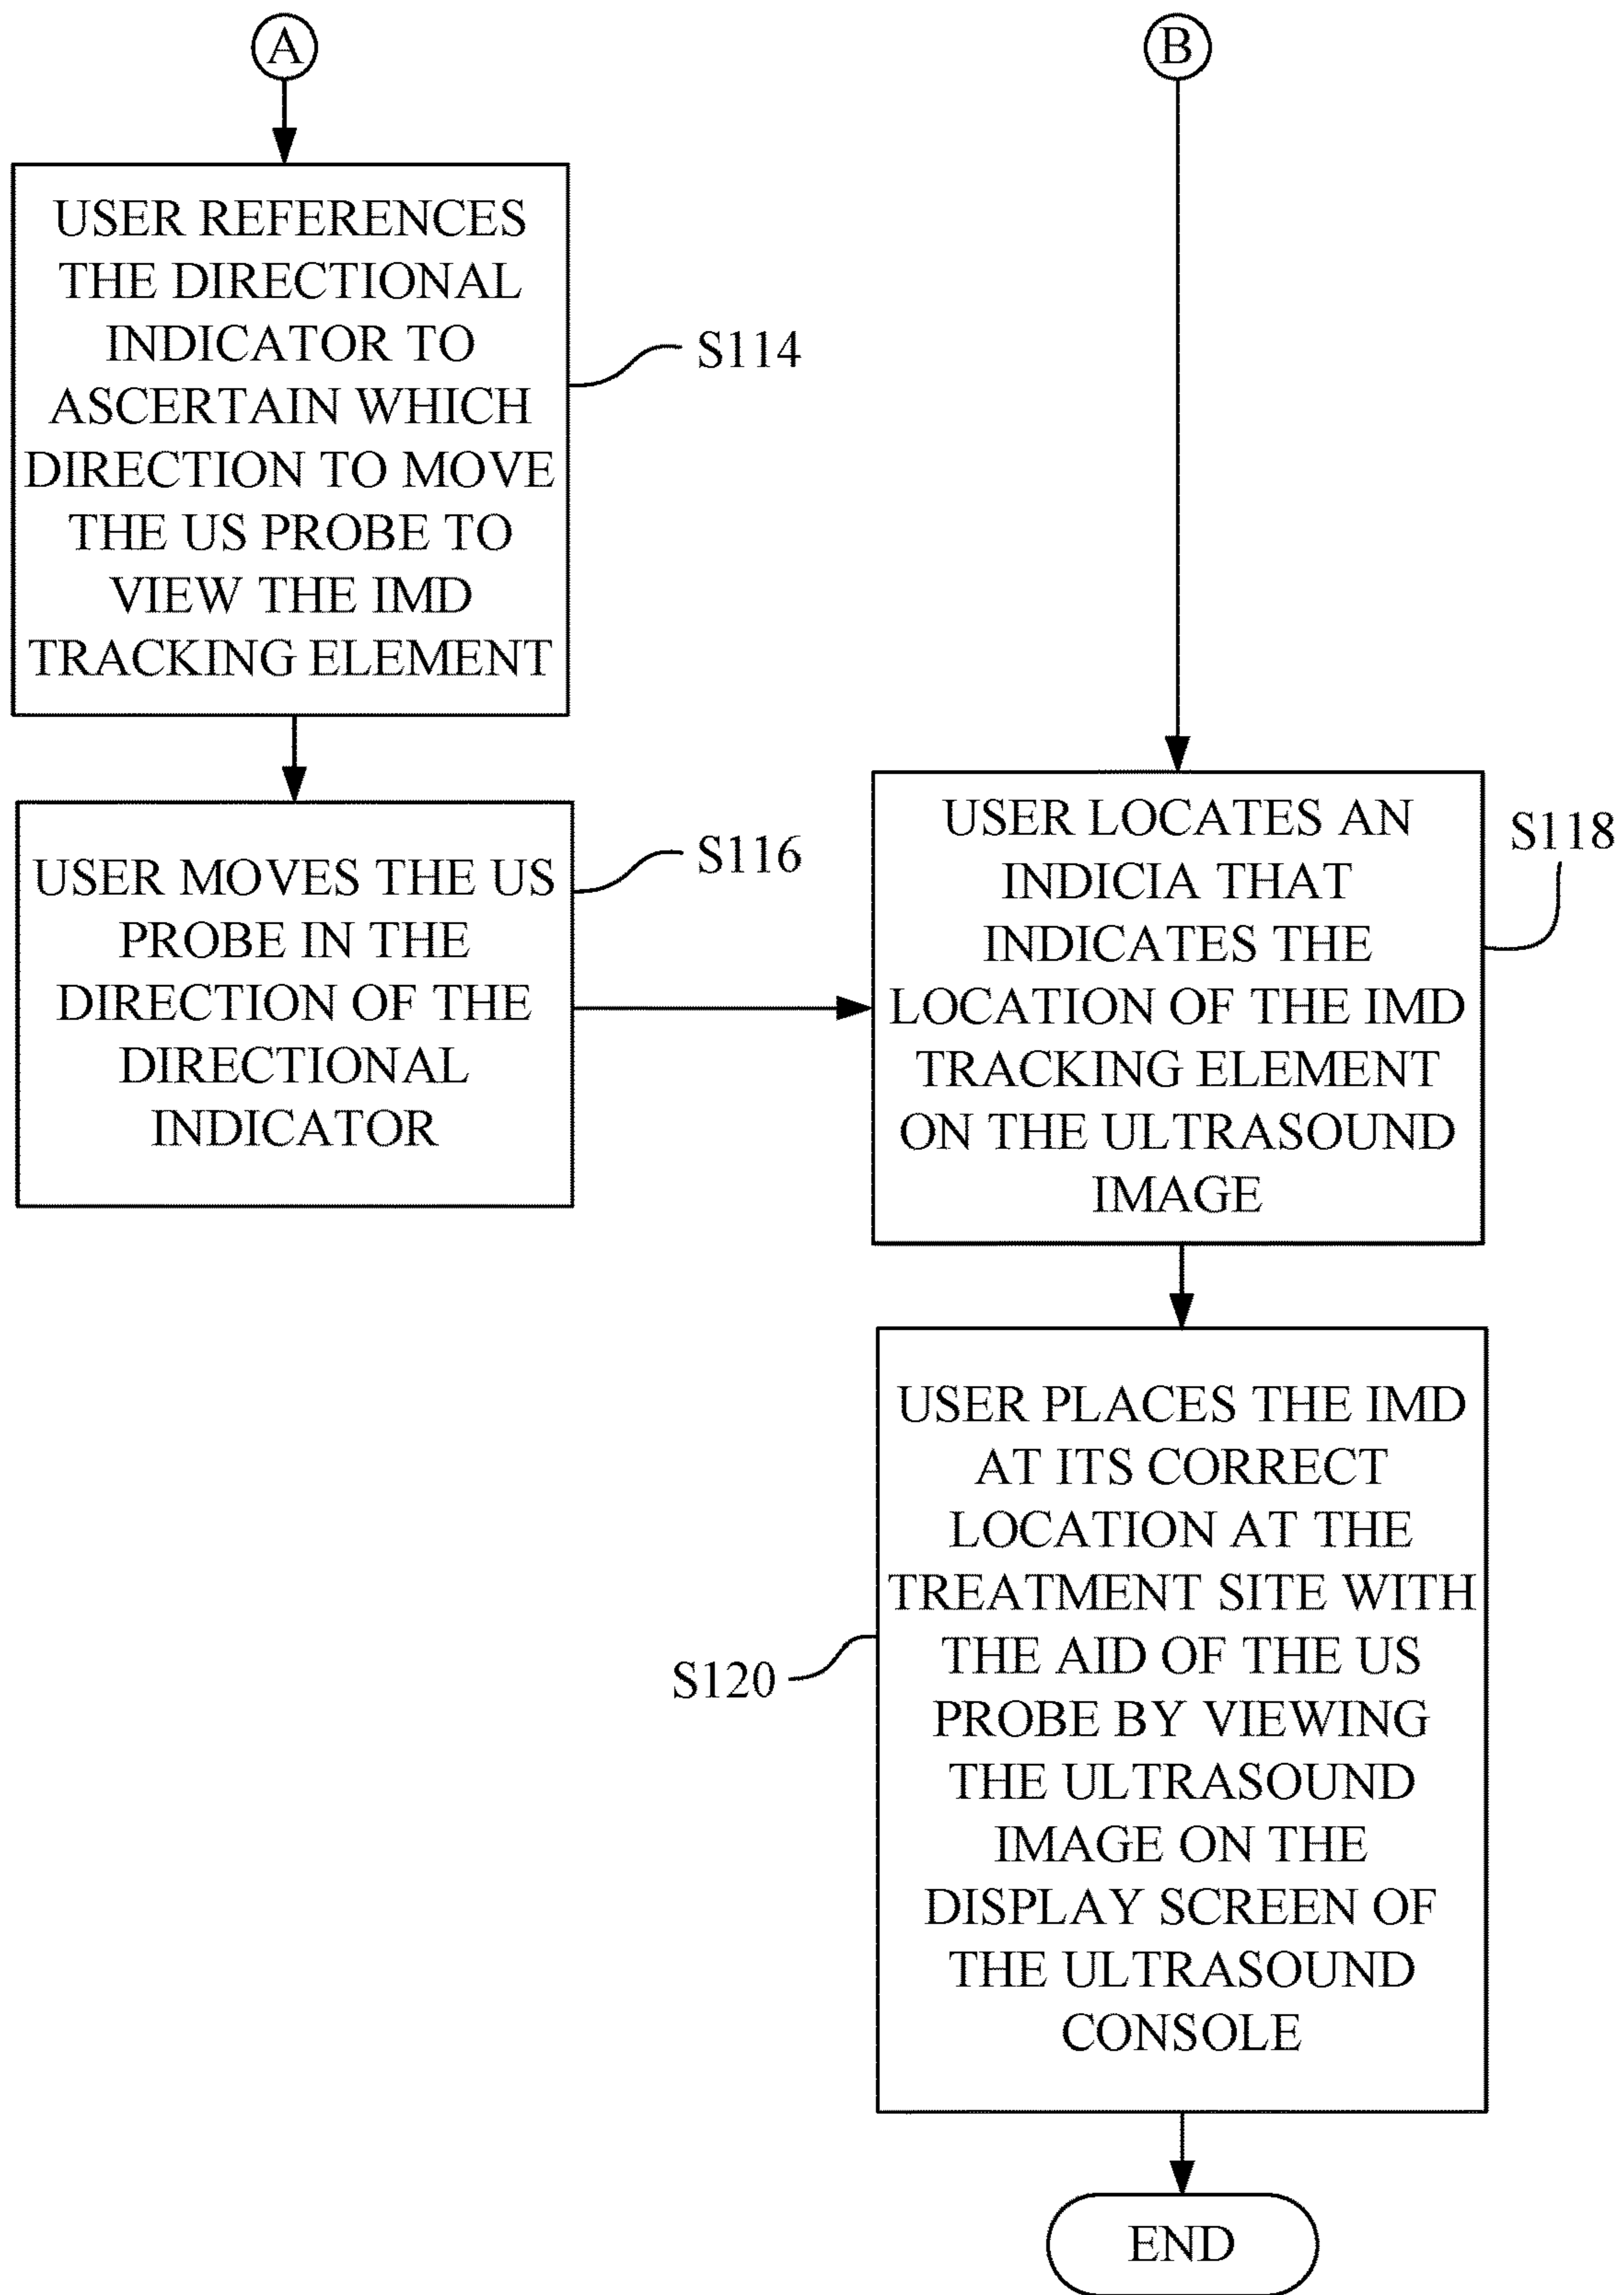 A
USER REFERENCES
THE DIRECTIONAL
INDICATOR TO
ASCERTAIN WHICH
DIRECTION TO MOVE
THE US PROBE TO
VIEW THE IMD
TRACKING ELEMENT
S114
USER MOVES THE US
PROBE IN THE
DIRECTION OF THE
DIRECTIONAL
INDICATOR
S116
B
USER LOCATES AN
INDICIA THAT
INDICATES THE
LOCATION OF THE IMD
TRACKING ELEMENT
ON THE ULTRASOUND
IMAGE
S118
USER PLACES THE IMD
AT ITS CORRECT
LOCATION AT THE
TREATMENT SITE WITH
THE AID OF THE US
PROBE BY VIEWING
THE ULTRASOUND
IMAGE ON THE
DISPLAY SCREEN OF
THE ULTRASOUND
CONSOLE
S120
END